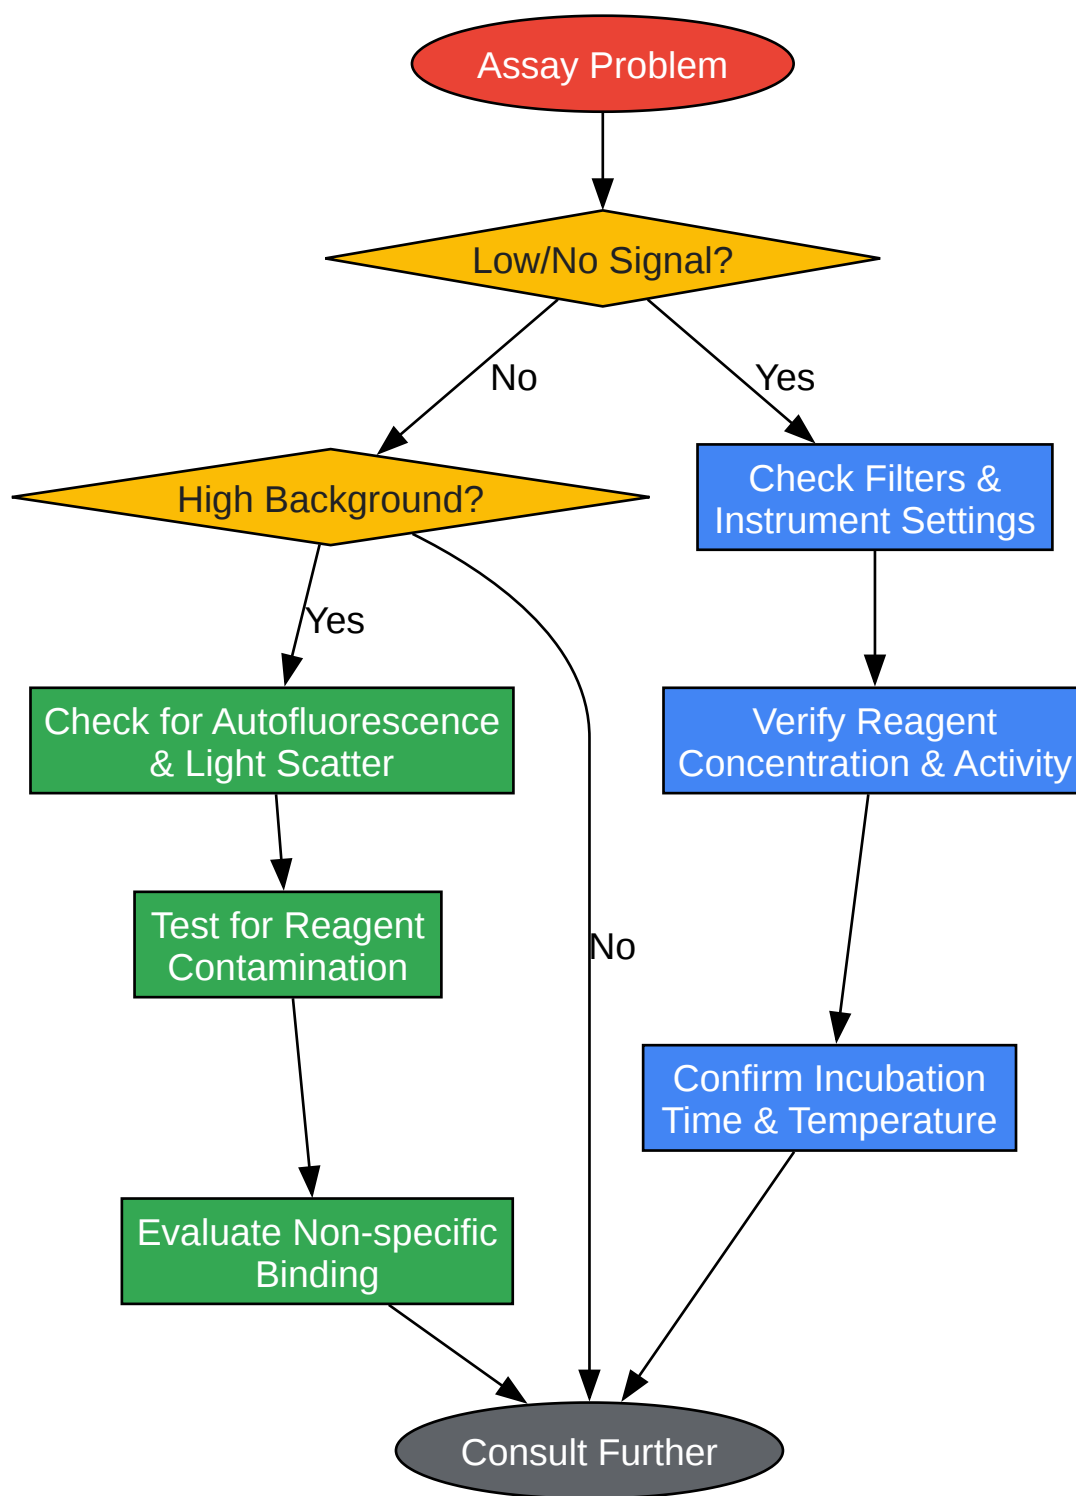 Assay Problem
Low/No Signal?
No
Yes
High Background?
Check Filters &
Instrument Settings
Yes
Check for Autofluorescence
& Light Scatter
Verify Reagent
Concentration & Activity
Test for Reagent
Contamination
No
Confirm Incubation
Time & Temperature
Evaluate Non-specific
Binding
Consult Further